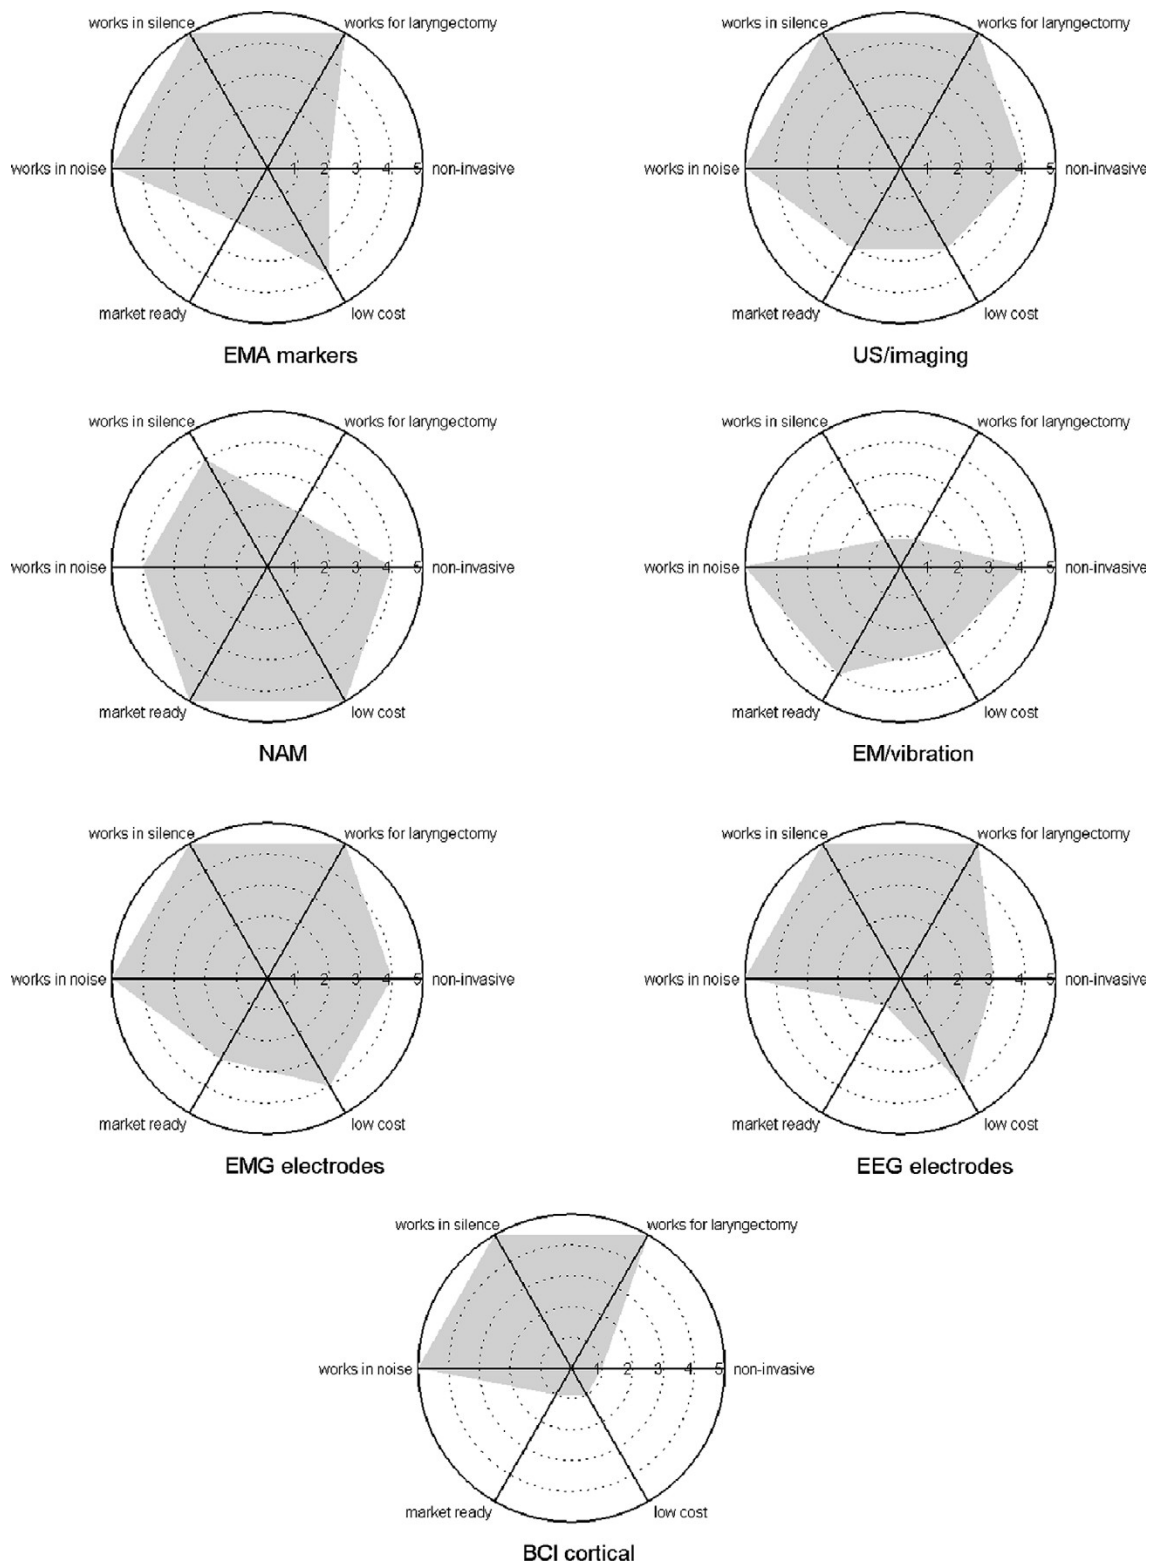 works in silence works for laryngectomy
works in noise 1 2 3 4 5 non-invasive
market ready low cost
EMA markers
works in silence works for laryngectomy
works in noise 1 2 3 4 5 non-invasive
market ready low cost
US/imaging
works in silence works for laryngectomy
works in noise 1 2 3 4 5 non-invasive
market ready low cost
NAM
works in silence works for laryngectomy
works in noise 1 2 3 4 5 non-invasive
market ready low cost
EM/vibration
works in silence works for laryngectomy
works in noise 1 2 3 4 5 non-invasive
market ready low cost
EMG electrodes
works in silence works for laryngectomy
works in noise 1 2 3 4 5 non-invasive
market ready low cost
EEG electrodes
works in silence works for laryngectomy
works in noise 1 2 3 4 5 non-invasive
market ready low cost
BCI cortical